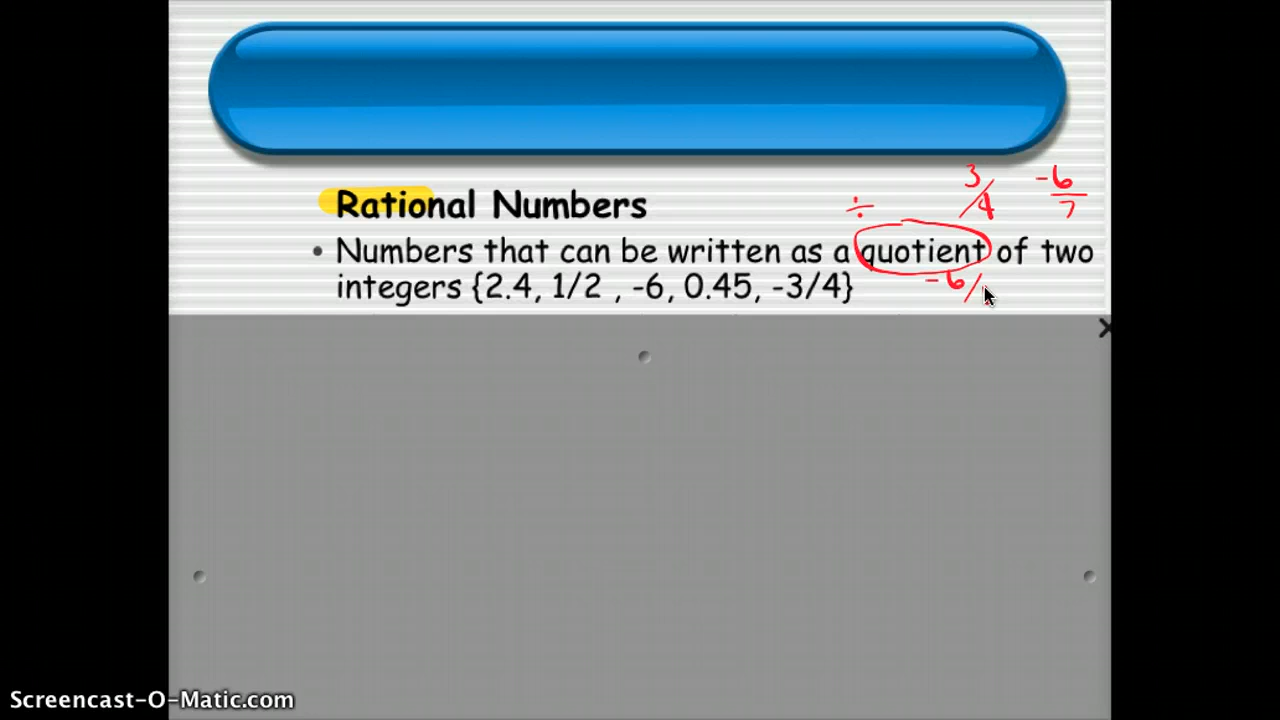 Rational Numbers
÷ 3/4 -6/7
• Numbers that can be written as a quotient of two
integers {2.4, 1/2 , -6, 0.45, -3/4}
-6/
Screencast-O-Matic.com